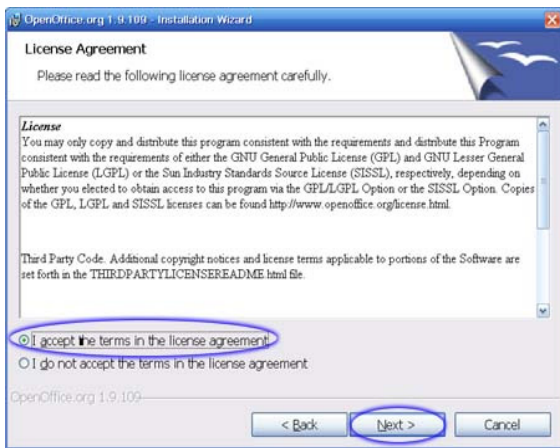 OpenOffice.org 1.9.109 - Installation Wizard
License Agreement
Please read the following license agreement carefully.
License
You may only copy and distribute this program consistent with the requirements and distribute this Program
consistent with the requirements of either the GNU General Public License (GPL) and GNU Lesser General
Public License (LGPL) or the Sun Industry Standards Source License (SISSL), respectively, depending on
whether you elected to obtain access to this program via the GPL/LGPL Option or the SISSL Option. Copies
of the GPL, LGPL and SISSL licenses can be found http://www.openoffice.org/license.html.
Third Party Code. Additional copyright notices and license terms applicable to portions of the Software are
set forth in the THIRDPARTYLICENSEREADME.html file.
I accept the terms in the license agreement
I do not accept the terms in the license agreement
OpenOffice.org 1.9.109
< Back Next > Cancel